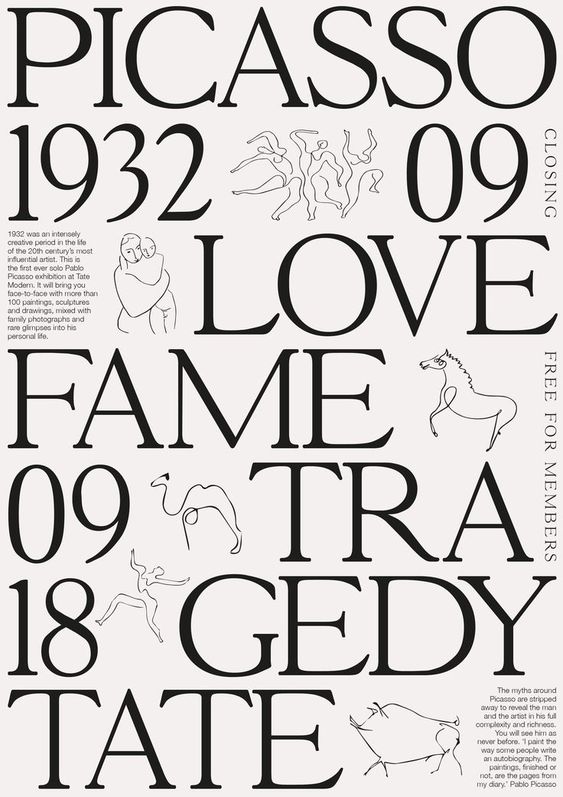 PICASSO
1932 09
CLOSING
1932 was an intensely
creative period in the life
of the 20th century's most
influential artist. This is
the first ever solo Pablo
Picasso exhibition at Tate
Modern. It will bring you
face-to-face with more than
100 paintings, sculptures
and drawings, mixed with
family photographs and
rare glimpses into his
personal life.
LOVE
FAME
FREE FOR MEMBERS
09 TRA
18 GEDY
TATE
The myths around
Picasso are stripped
away to reveal the man
and the artist in his full
complexity and richness.
You will see him as
never before. 'I paint the
way some people write
an autobiography. The
paintings, finished or
not, are the pages from
my diary.' Pablo Picasso